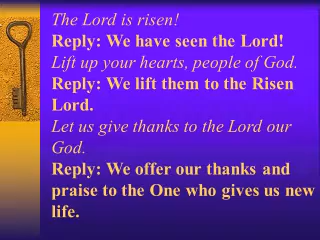 The Lord is risen!
Reply: We have seen the Lord!
Lift up your hearts, people of God.
Reply: We lift them to the Risen
Lord.
Let us give thanks to the Lord our
God.
Reply: We offer our thanks and
praise to the One who gives us new
life.